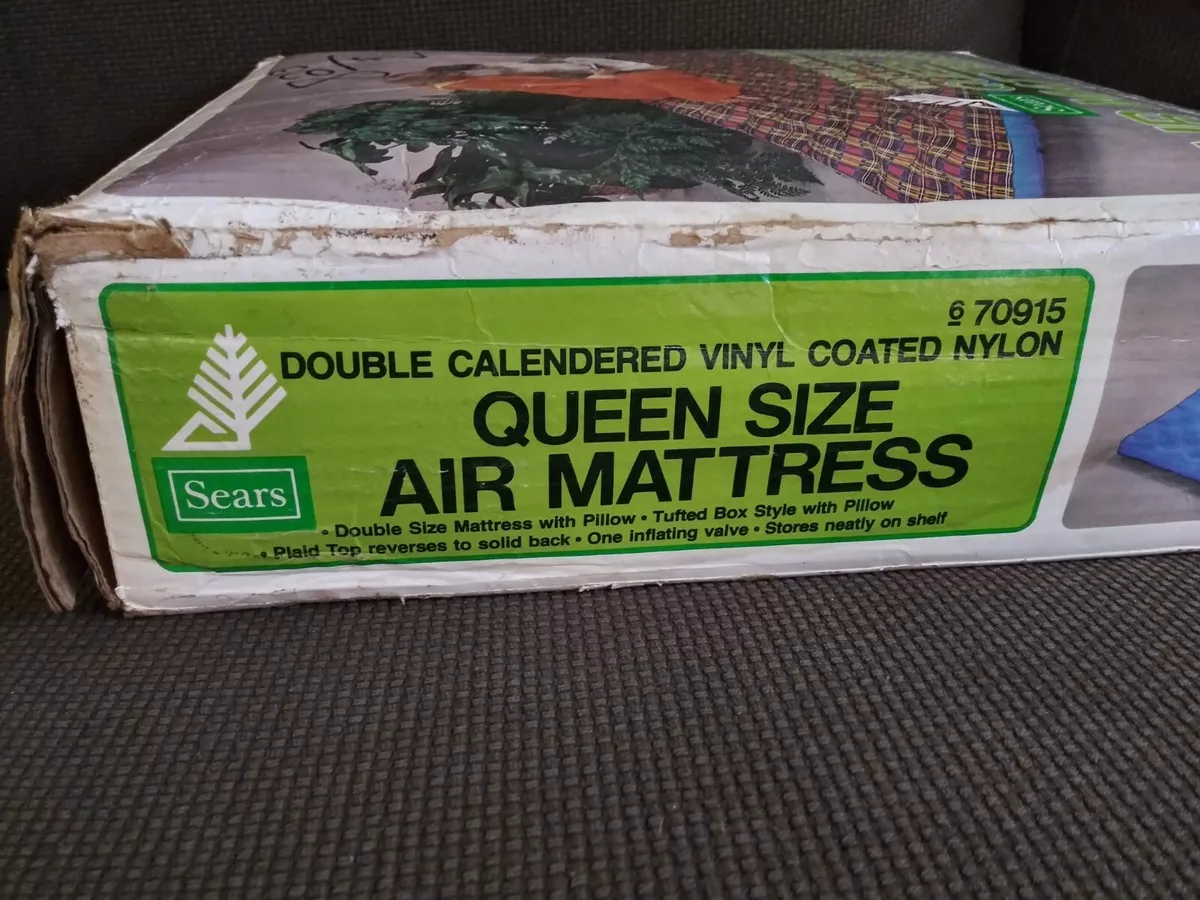 Sears
6 70915
DOUBLE CALENDERED VINYL COATED NYLON
QUEEN SIZE
AIR MATTRESS
Sears
• Double Size Mattress with Pillow • Tufted Box Style with Pillow
• Plaid Top reverses to solid back • One inflating valve • Stores neatly on shelf